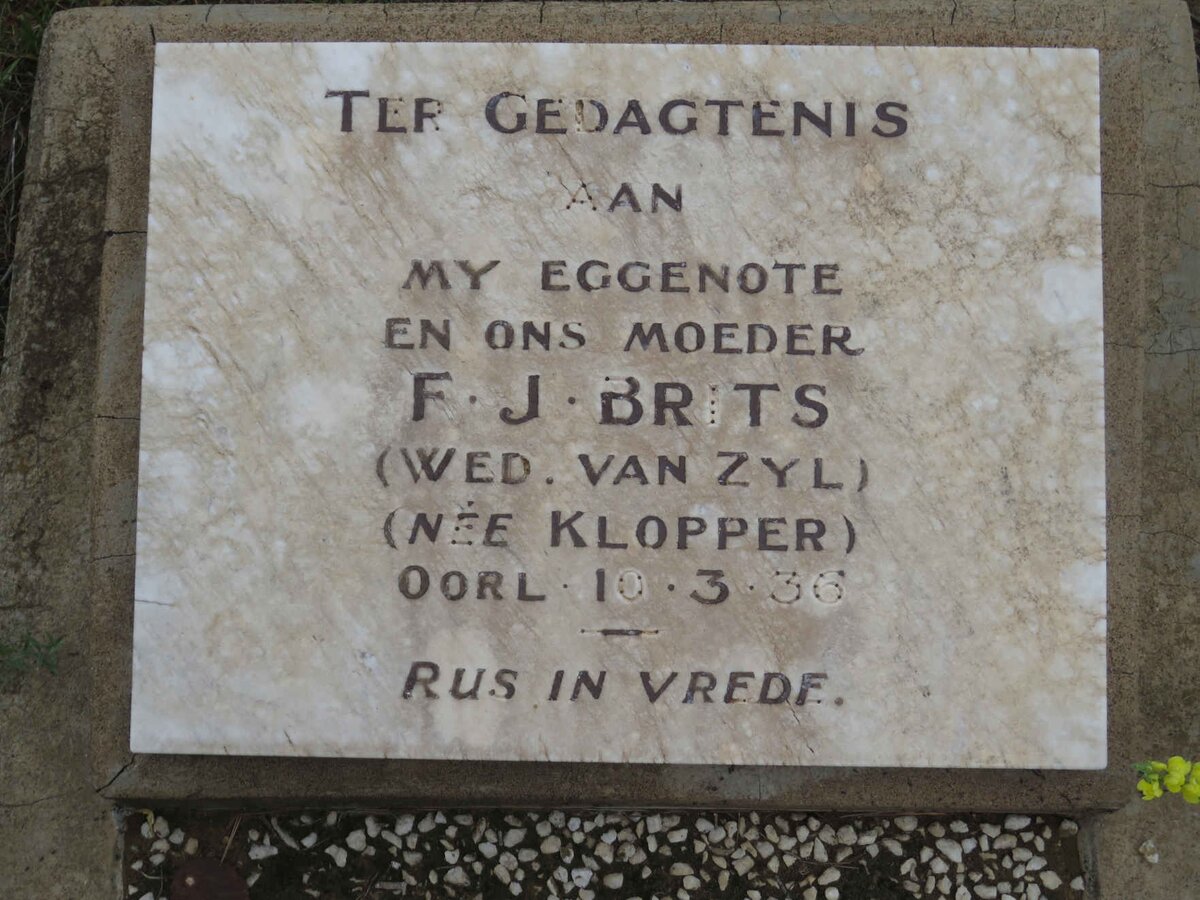 TER GEDAGTENIS
AAN
MY EGGENOTE
EN ONS MOEDER
F. J. BRITS
(WED. VAN ZYL)
(NÉE KLOPPER)
OORL. 10.3.36
RUS IN VREDE.